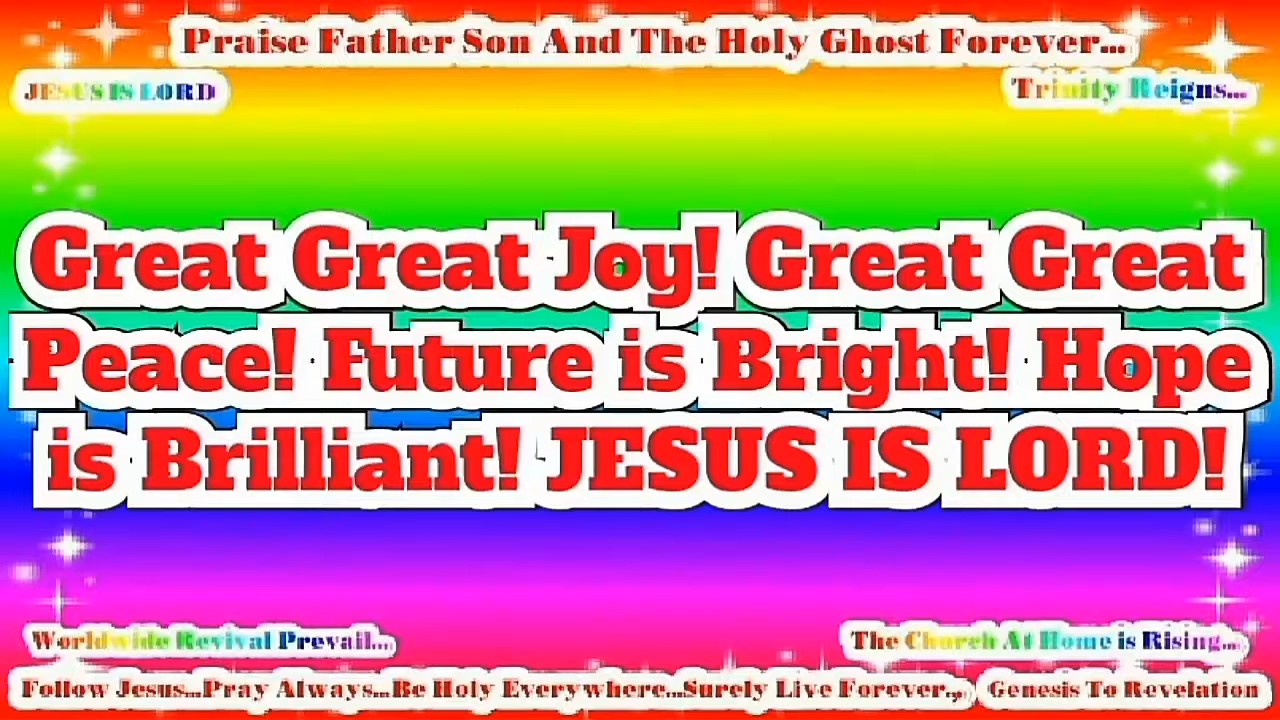 Praise Father Son And The Holy Ghost Forever...
JESUS IS LORD
Trinity Reigns...
Great Great Joy! Great Great
Peace! Future is Bright! Hope
is Brilliant! JESUS IS LORD!
Worldwide Revival Prevail...
The Church At Home is Rising...
Follow Jesus...Pray Always...Be Holy Everywhere...Surely Live Forever.,,
Genesis To Revelation